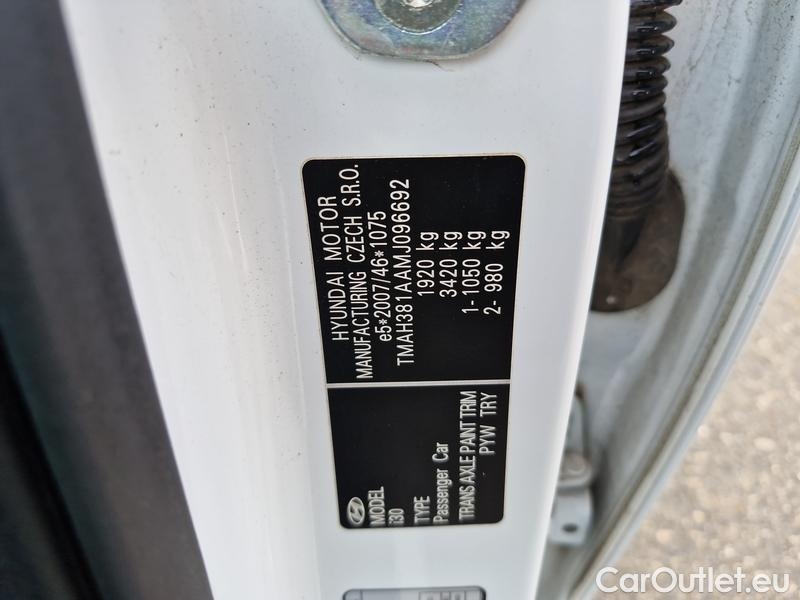 HYUNDAI MOTOR
MANUFACTURING CZECH S.R.O.
e5*2007/46*1075
TMAH381AAMJ096692
1920 kg
3420 kg
1- 1050 kg
2- 980 kg
MODEL
i30
TYPE
Passenger Car
TRANS AXLE PAINT TRIM
PYW TRY
CarOutlet.eu